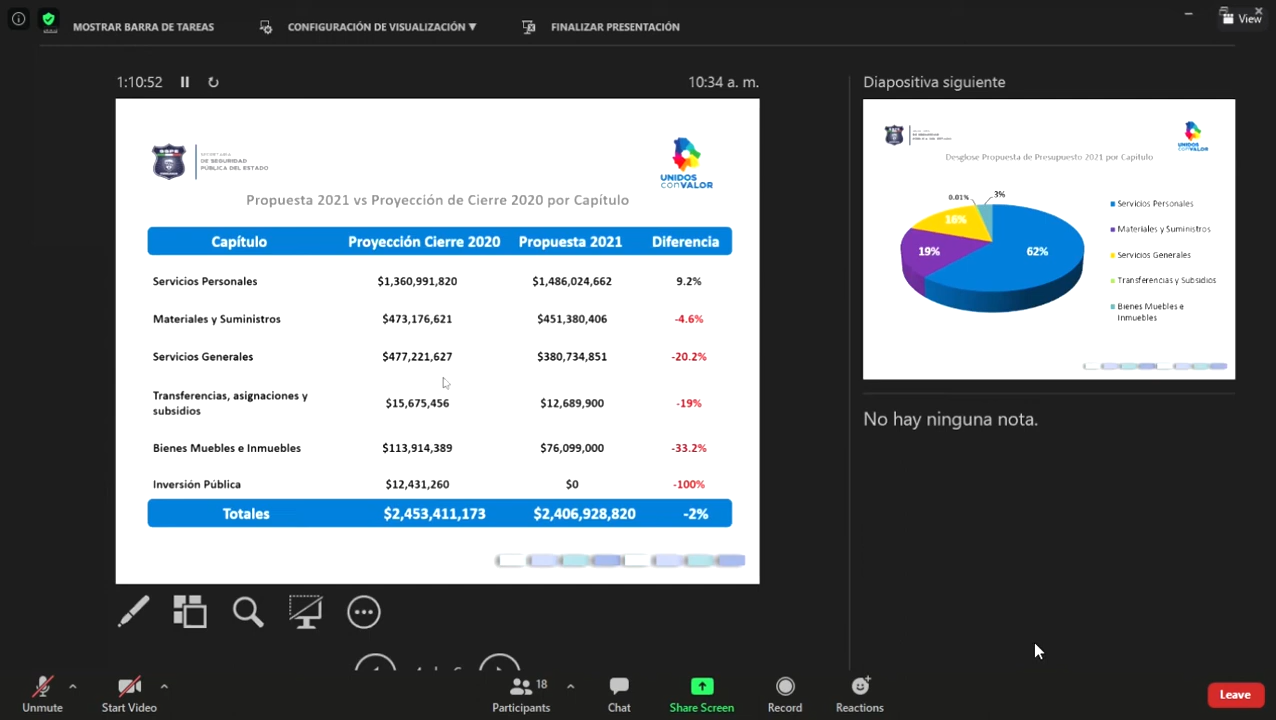 MOSTRAR BARRA DE TAREAS CONFIGURACIÓN DE VISUALIZACIÓN ▼ FINALIZAR PRESENTACIÓN
View
1:10:52 10:34 a. m.
SECRETARÍA
DE SEGURIDAD
PÚBLICA DEL ESTADO
UNIDOS
conVALOR
Propuesta 2021 vs Proyección de Cierre 2020 por Capítulo
Capítulo Proyección Cierre 2020 Propuesta 2021 Diferencia
Servicios Personales $1,360,991,820 $1,486,024,662 9.2%
Materiales y Suministros $473,176,621 $451,380,406 -4.6%
Servicios Generales $477,221,627 $380,734,851 -20.2%
Transferencias, asignaciones y
subsidios $15,675,456 $12,689,900 -19%
Bienes Muebles e Inmuebles $113,914,389 $76,099,000 -33.2%
Inversión Pública $12,431,260 $0 -100%
Totales $2,453,411,173 $2,406,928,820 -2%
Diapositiva siguiente
UNIDOS
conVALOR
Desglose Propuesta de Presupuesto 2021 por Capítulo
0.01% 3%
16%
19%
62%
Servicios Personales
Materiales y Suministros
Servicios Generales
Transferencias y Subsidios
Bienes Muebles e
Inmuebles
No hay ninguna nota.
Unmute
Start Video
18
Participants
Chat
Share Screen
Record
Reactions
Leave